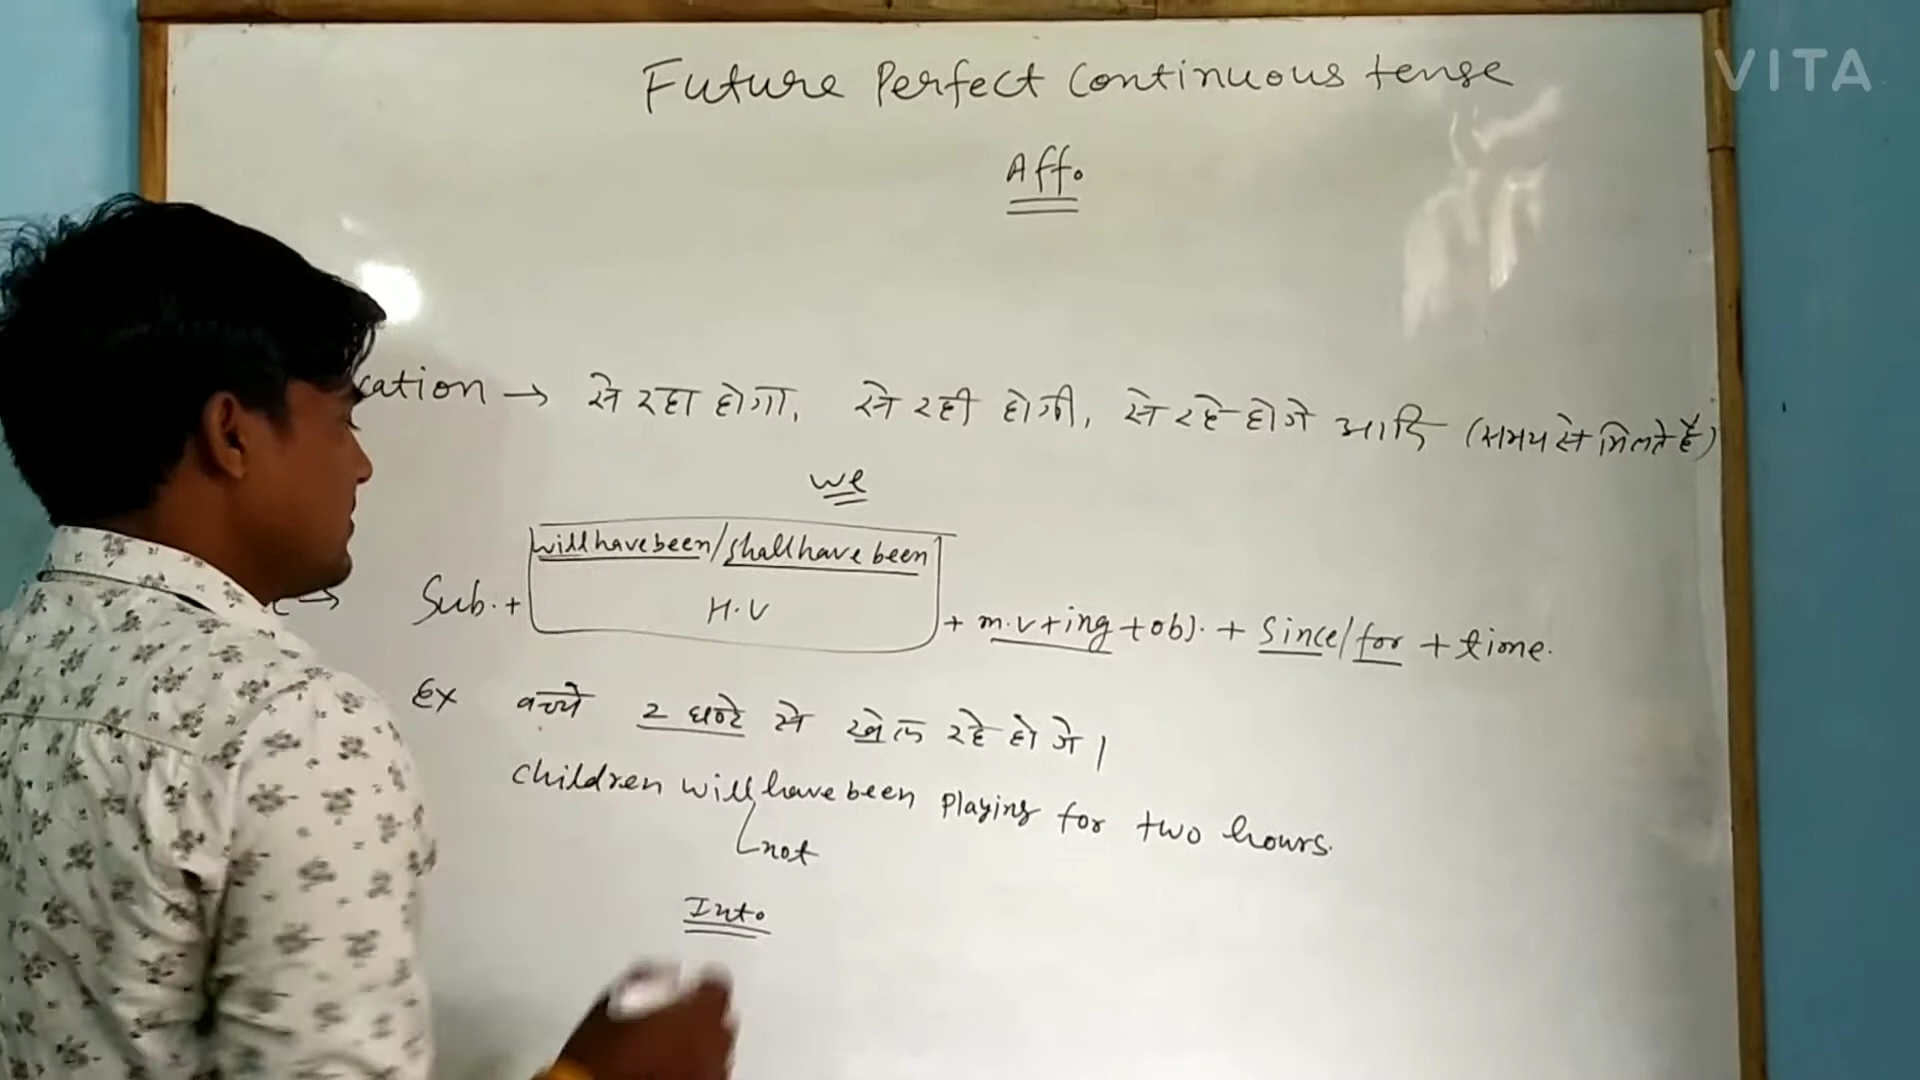 VITA
Future Perfect Continuous tense
Aff.
cation → से रहा होगा, से रही होगी, से रहे होगे आदि (समय से मिलते हैं)
we
will have been / shall have been
H.V
→ Sub. + + m.v + ing + obj. + Since / for + time.
Ex बच्चे 2 घण्टे से खेल रहे होगे।
children will have been Playing for two hours.
not
Int.